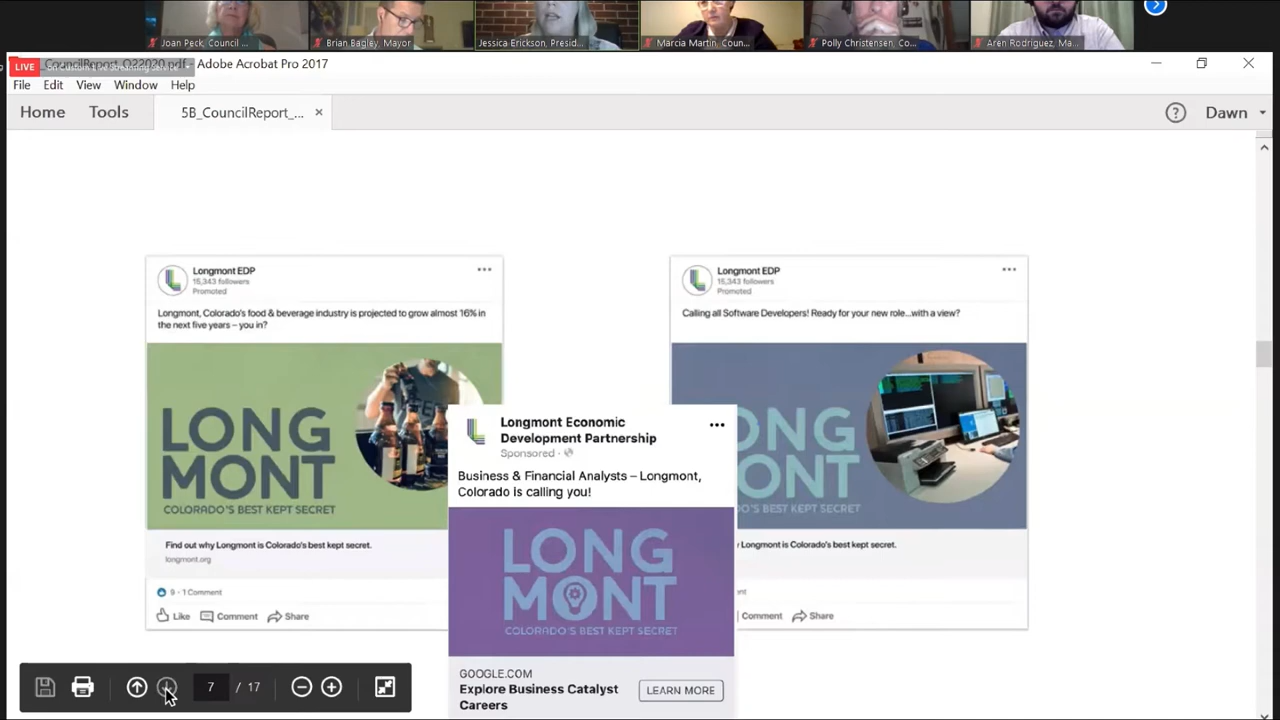 Joan Peck, Council ...
Brian Bagley, Mayor
Jessica Erickson, Presid...
Marcia Martin, Coun...
Polly Christensen, Co...
Aren Rodriguez, Ma...
LIVE on Custom Live Streaming Service
Adobe Acrobat Pro 2017
File Edit View Window Help
Home Tools 5B_CouncilReport_... × Dawn
Longmont EDP
15,343 followers
Promoted
Longmont, Colorado's food & beverage industry is projected to grow almost 16% in
the next five years – you in?
LONG
MONT
COLORADO'S BEST KEPT SECRET
Find out why Longmont is Colorado's best kept secret.
longmont.org
9 · 1 Comment
Like Comment Share
Longmont EDP
15,343 followers
Promoted
Calling all Software Developers! Ready for your new role...with a view?
ONG
ONT
'S BEST KEPT SECRET
Longmont is Colorado's best kept secret.
Comment Share
Longmont Economic
Development Partnership
Sponsored ·
Business & Financial Analysts – Longmont,
Colorado is calling you!
LONG
MONT
COLORADO'S BEST KEPT SECRET
GOOGLE.COM
Explore Business Catalyst
Careers
LEARN MORE
7 / 17